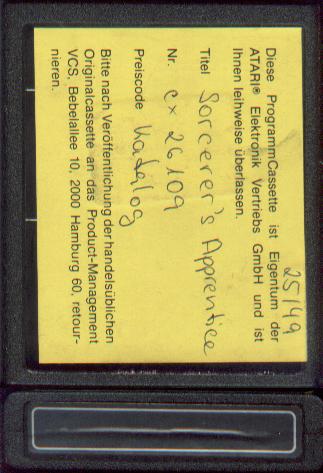 25/49
Diese ProgrammCassette ist Eigentum der
ATARI® Elektronik Vertriebs GmbH und ist
Ihnen leihweise überlassen.
Titel Sorcerer's Apprentice
Nr. CX 26109
Preiscode Katalog
Bitte nach Veröffentlichung der handelsüblichen
Originalcassette an das Product-Management
VCS, Bebelallee 10, 2000 Hamburg 60, retour-
nieren.